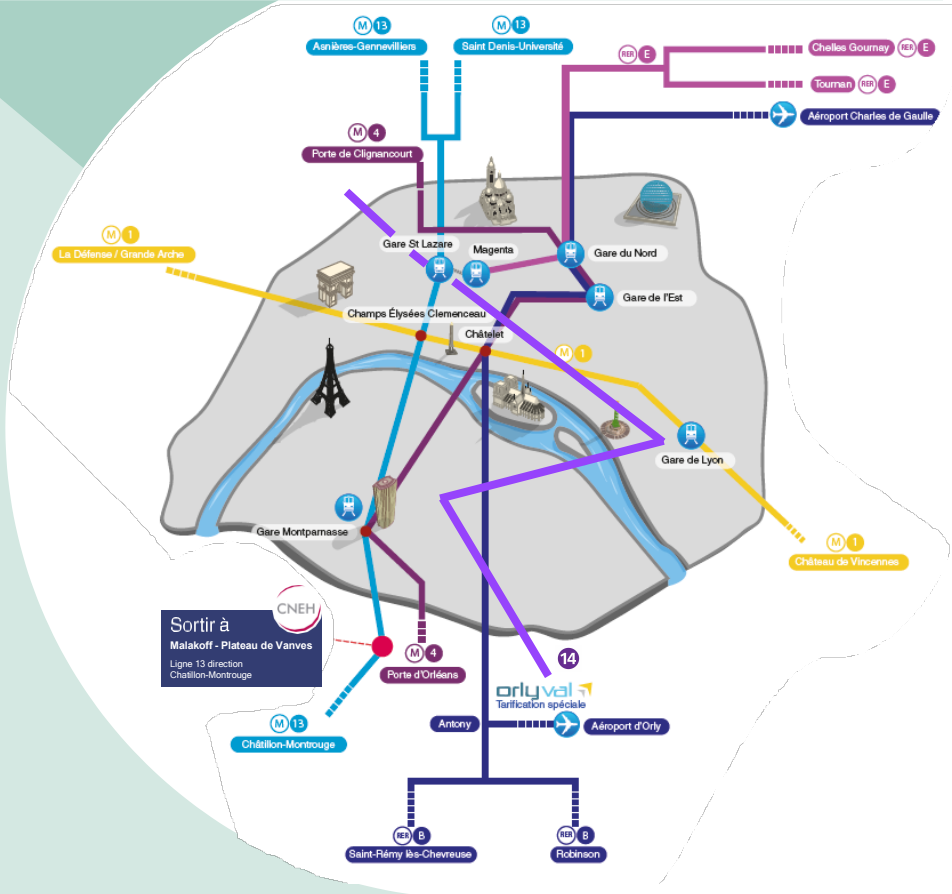 M 13
Asnières-Gennevilliers
M 13
Saint Denis-Université
RER E
Chelles Gournay RER E
Tournan RER E
Aéroport Charles de Gaulle
M 4
Porte de Clignancourt
M 1
La Défense / Grande Arche
Gare St Lazare
Magenta
Gare du Nord
Gare de l'Est
Champs Élysées Clemenceau
Châtelet
M 1
Gare de Lyon
Gare Montparnasse
M 1
Château de Vincennes
CNEH
Sortir à
Malakoff - Plateau de Vanves
Ligne 13 direction
Chatillon-Montrouge
M 4
Porte d'Orléans
14
orlyval
Tarification spéciale
M 13
Châtillon-Montrouge
Antony
Aéroport d'Orly
RER B
Saint-Rémy lès-Chevreuse
RER B
Robinson